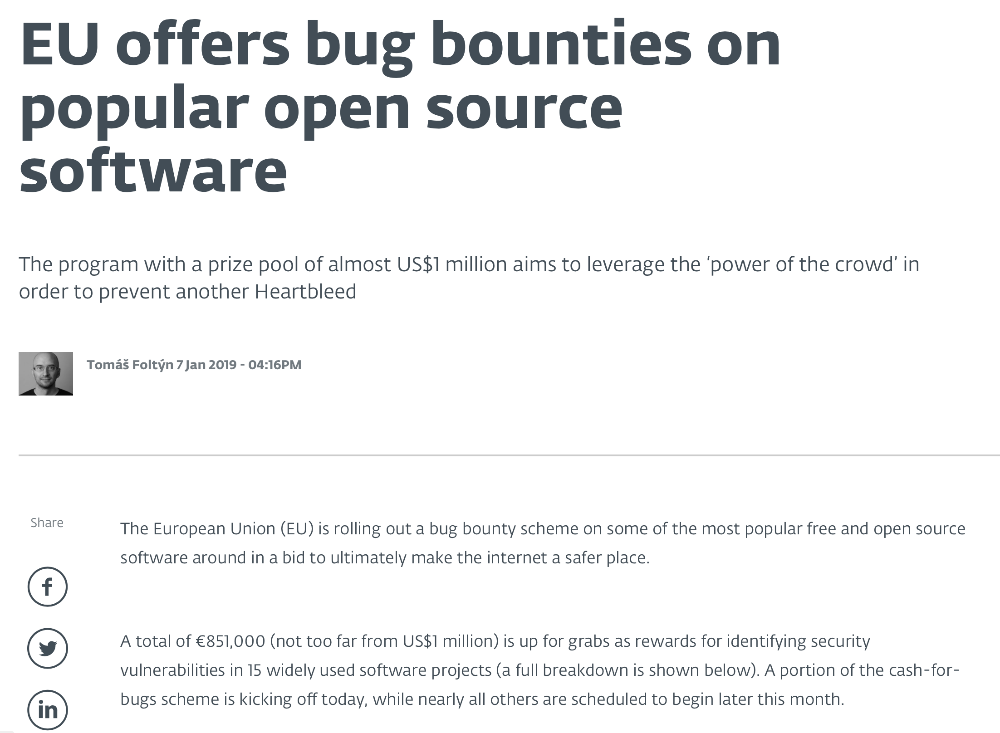 EU offers bug bounties on
popular open source
software
The program with a prize pool of almost US$1 million aims to leverage the ‘power of the crowd’ in
order to prevent another Heartbleed
Tomáš Foltýn 7 Jan 2019 - 04:16PM
Share
The European Union (EU) is rolling out a bug bounty scheme on some of the most popular free and open source
software around in a bid to ultimately make the internet a safer place.
A total of €851,000 (not too far from US$1 million) is up for grabs as rewards for identifying security
vulnerabilities in 15 widely used software projects (a full breakdown is shown below). A portion of the cash-for-
bugs scheme is kicking off today, while nearly all others are scheduled to begin later this month.